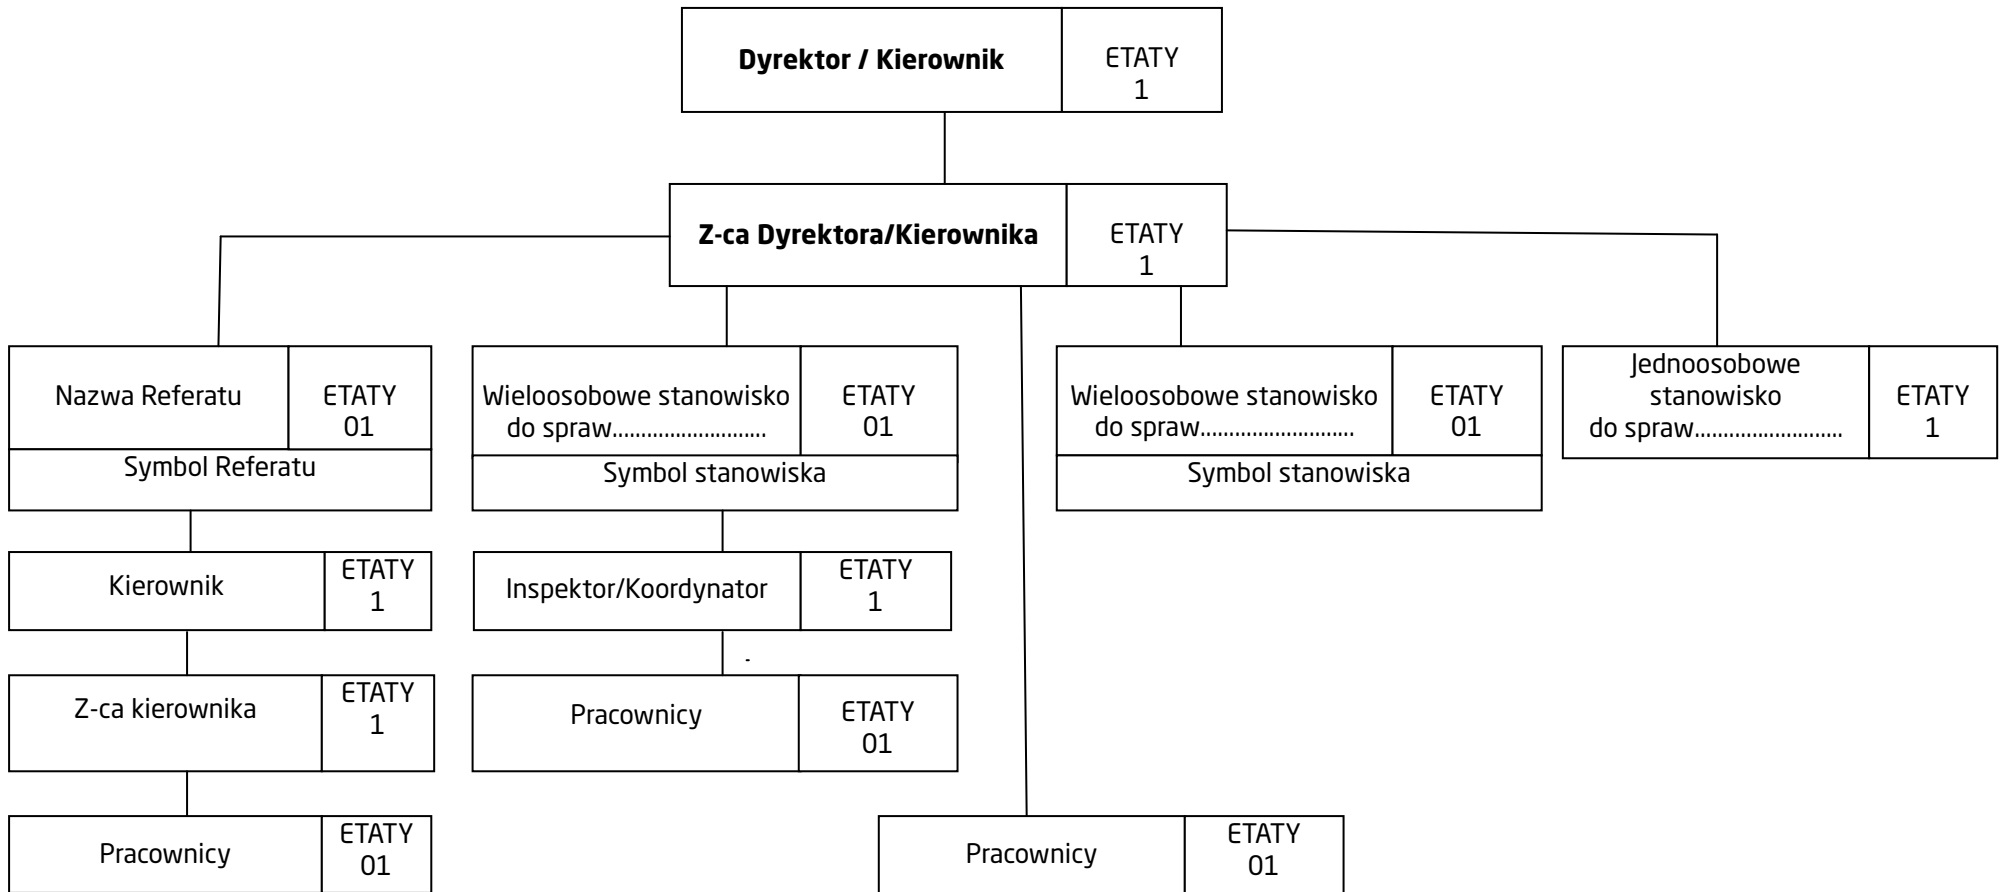 Dyrektor / Kierownik
ETATY
1
Z-ca Dyrektora/Kierownika
ETATY
1
Nazwa Referatu
ETATY
01
Symbol Referatu
Wieloosobowe stanowisko
do spraw...........................
ETATY
01
Symbol stanowiska
Wieloosobowe stanowisko
do spraw...........................
ETATY
01
Symbol stanowiska
Jednoosobowe
stanowisko
do spraw..........................
ETATY
1
Kierownik
ETATY
1
Inspektor/Koordynator
ETATY
1
-
Z-ca kierownika
ETATY
1
Pracownicy
ETATY
01
Pracownicy
ETATY
01
Pracownicy
ETATY
01